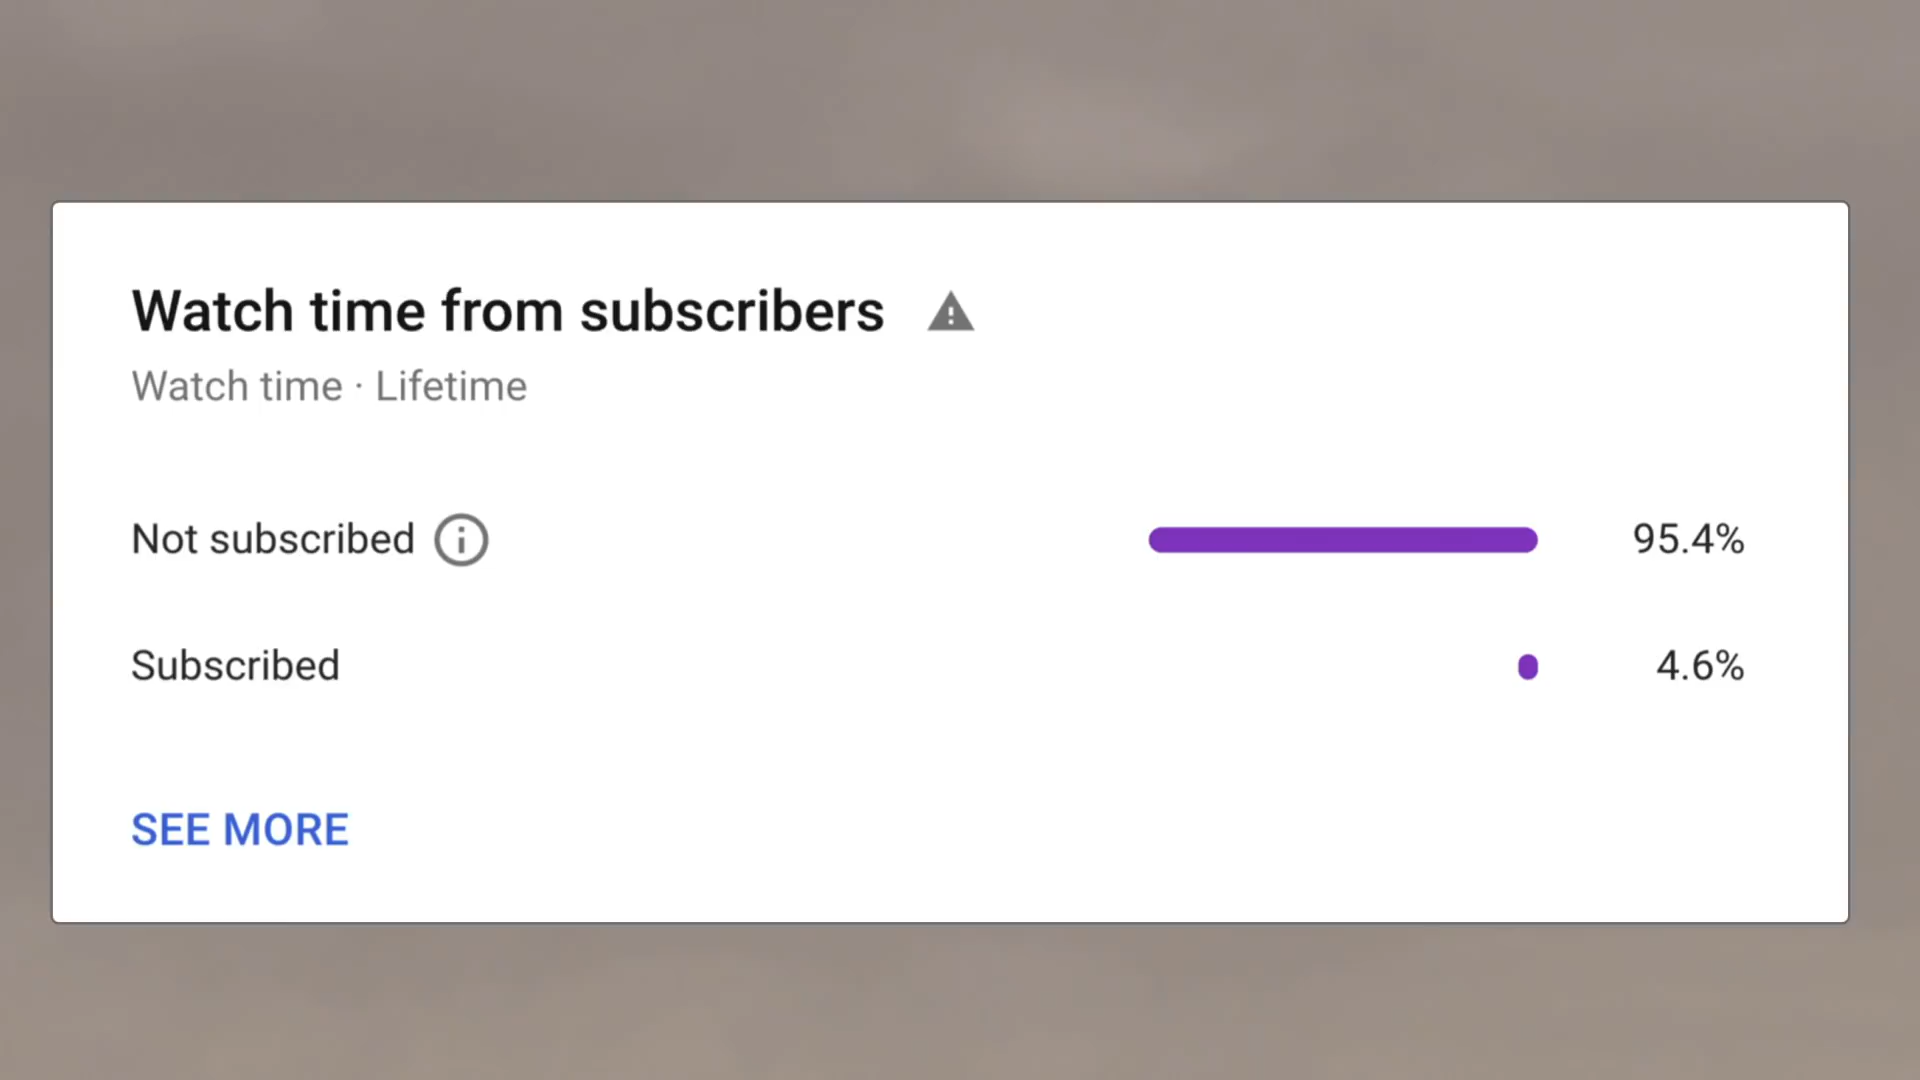 Watch time from subscribers
Watch time · Lifetime
Not subscribed 95.4%
Subscribed 4.6%
SEE MORE